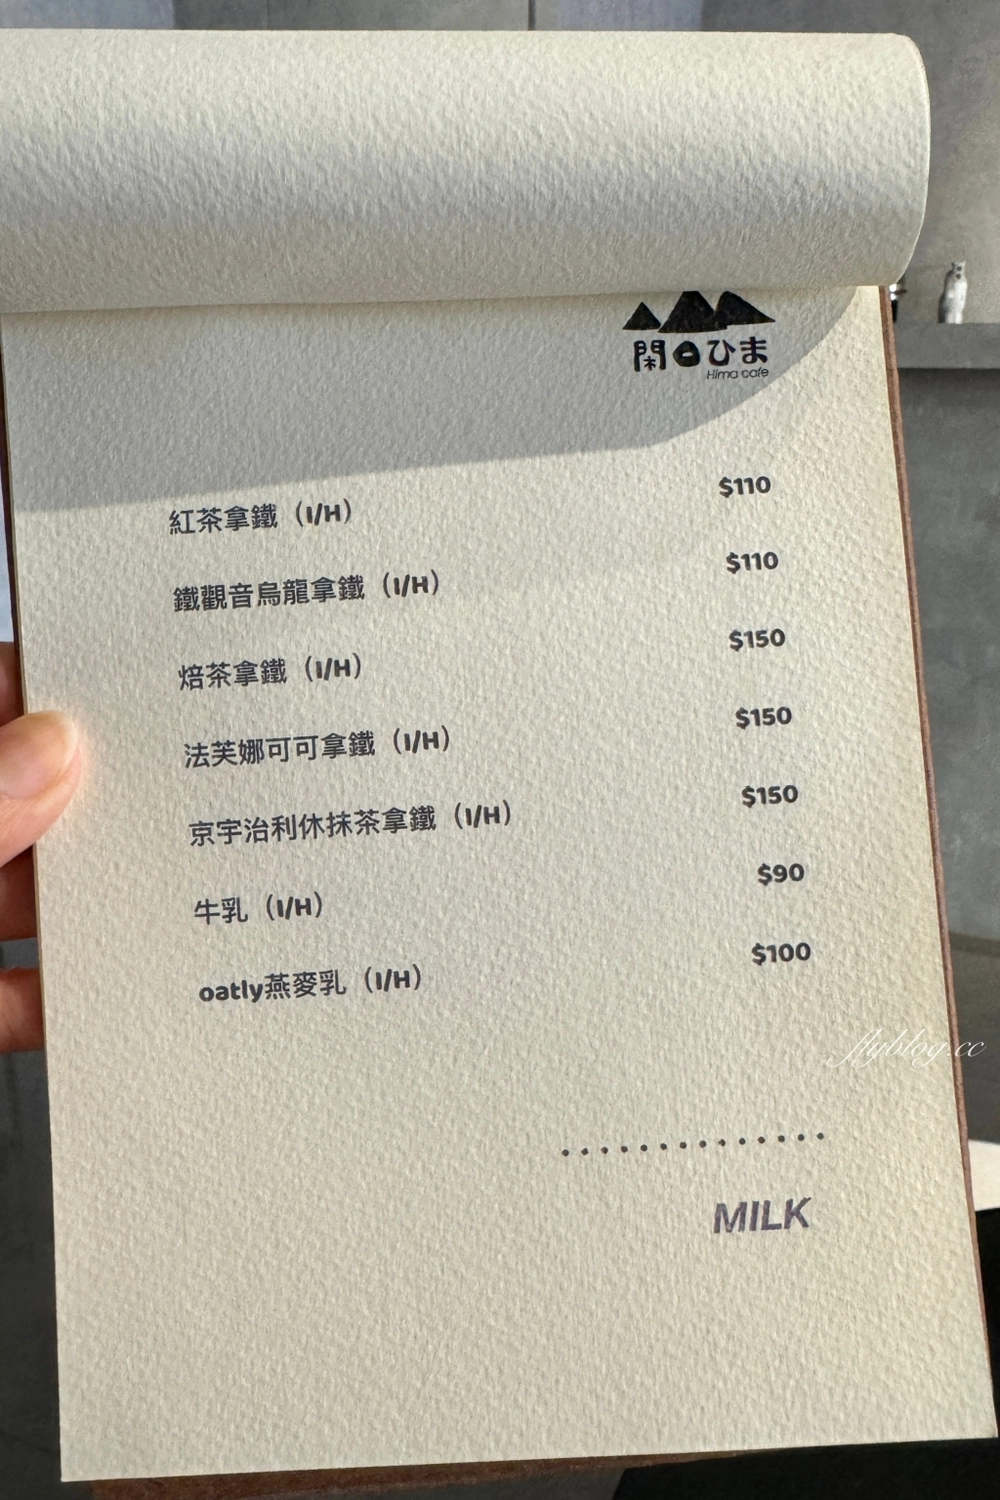 閑日ひま
Hima cafe
紅茶拿鐵（I/H） $110
鐵觀音烏龍拿鐵（I/H） $110
焙茶拿鐵（I/H） $150
法芙娜可可拿鐵（I/H） $150
京宇治利休抹茶拿鐵（I/H） $150
牛乳（I/H） $90
oatly燕麥乳（I/H） $100
flyblog.cc
MILK